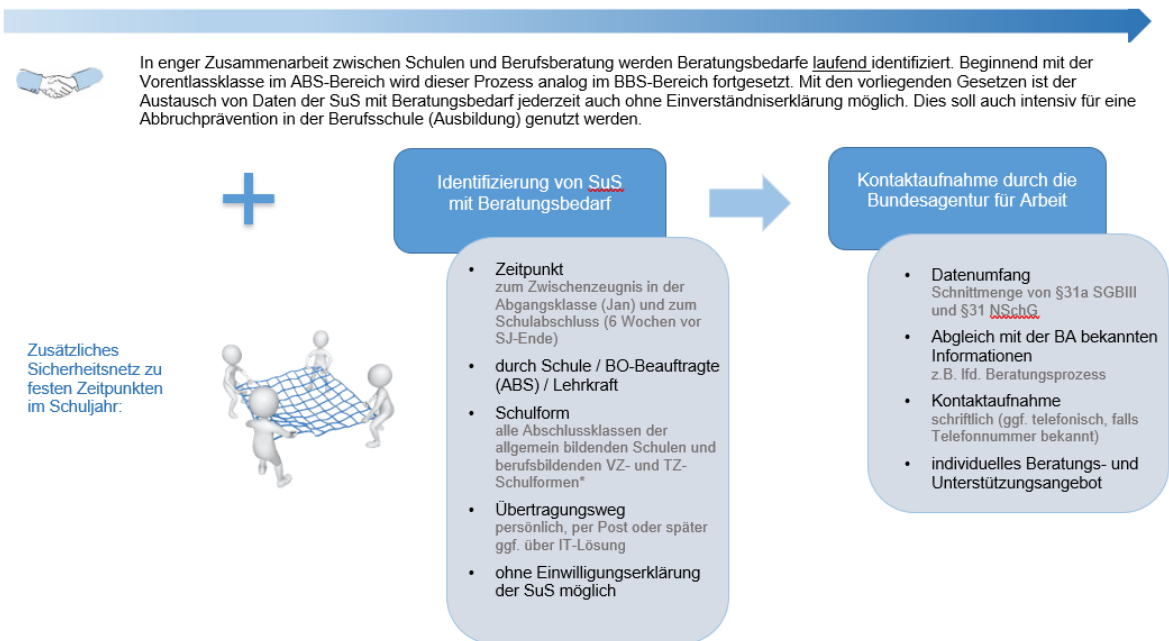 In enger Zusammenarbeit zwischen Schulen und Berufsberatung werden Beratungsbedarfe laufend identifiziert. Beginnend mit der
Vorentlassklasse im ABS-Bereich wird dieser Prozess analog im BBS-Bereich fortgesetzt. Mit den vorliegenden Gesetzen ist der
Austausch von Daten der SuS mit Beratungsbedarf jederzeit auch ohne Einverständniserklärung möglich. Dies soll auch intensiv für eine
Abbruchprävention in der Berufsschule (Ausbildung) genutzt werden.
Zusätzliches
Sicherheitsnetz zu
festen Zeitpunkten
im Schuljahr:
Identifizierung von SuS
mit Beratungsbedarf
• Zeitpunkt
zum Zwischenzeugnis in der
Abgangsklasse (Jan) und zum
Schulabschluss (6 Wochen vor
SJ-Ende)
• durch Schule / BO-Beauftragte
(ABS) / Lehrkraft
• Schulform
alle Abschlussklassen der
allgemein bildenden Schulen und
berufsbildenden VZ- und TZ-
Schulformen*
• Übertragungsweg
persönlich, per Post oder später
ggf. über IT-Lösung
• ohne Einwilligungserklärung
der SuS möglich
Kontaktaufnahme durch die
Bundesagentur für Arbeit
• Datenumfang
Schnittmenge von §31a SGBIII
und §31 NSchG
• Abgleich mit der BA bekannten
Informationen
z.B. lfd. Beratungsprozess
• Kontaktaufnahme
schriftlich (ggf. telefonisch, falls
Telefonnummer bekannt)
• individuelles Beratungs- und
Unterstützungsangebot